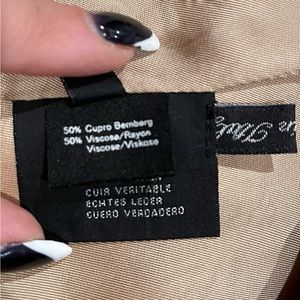 50% Cupro Bemberg
50% Viscose/Rayon
Viscose/Viskose
CUIR VERITABLE
ECHTES LEDER
CUERO VERDADERO